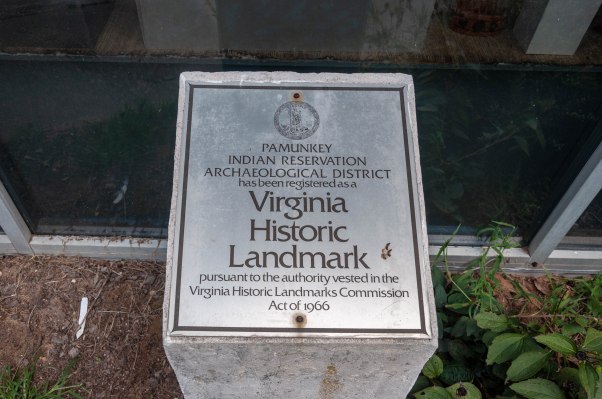 PAMUNKEY
INDIAN RESERVATION
ARCHAEOLOGICAL DISTRICT
has been registered as a
Virginia
Historic
Landmark
pursuant to the authority vested in the
Virginia Historic Landmarks Commission
Act of 1966